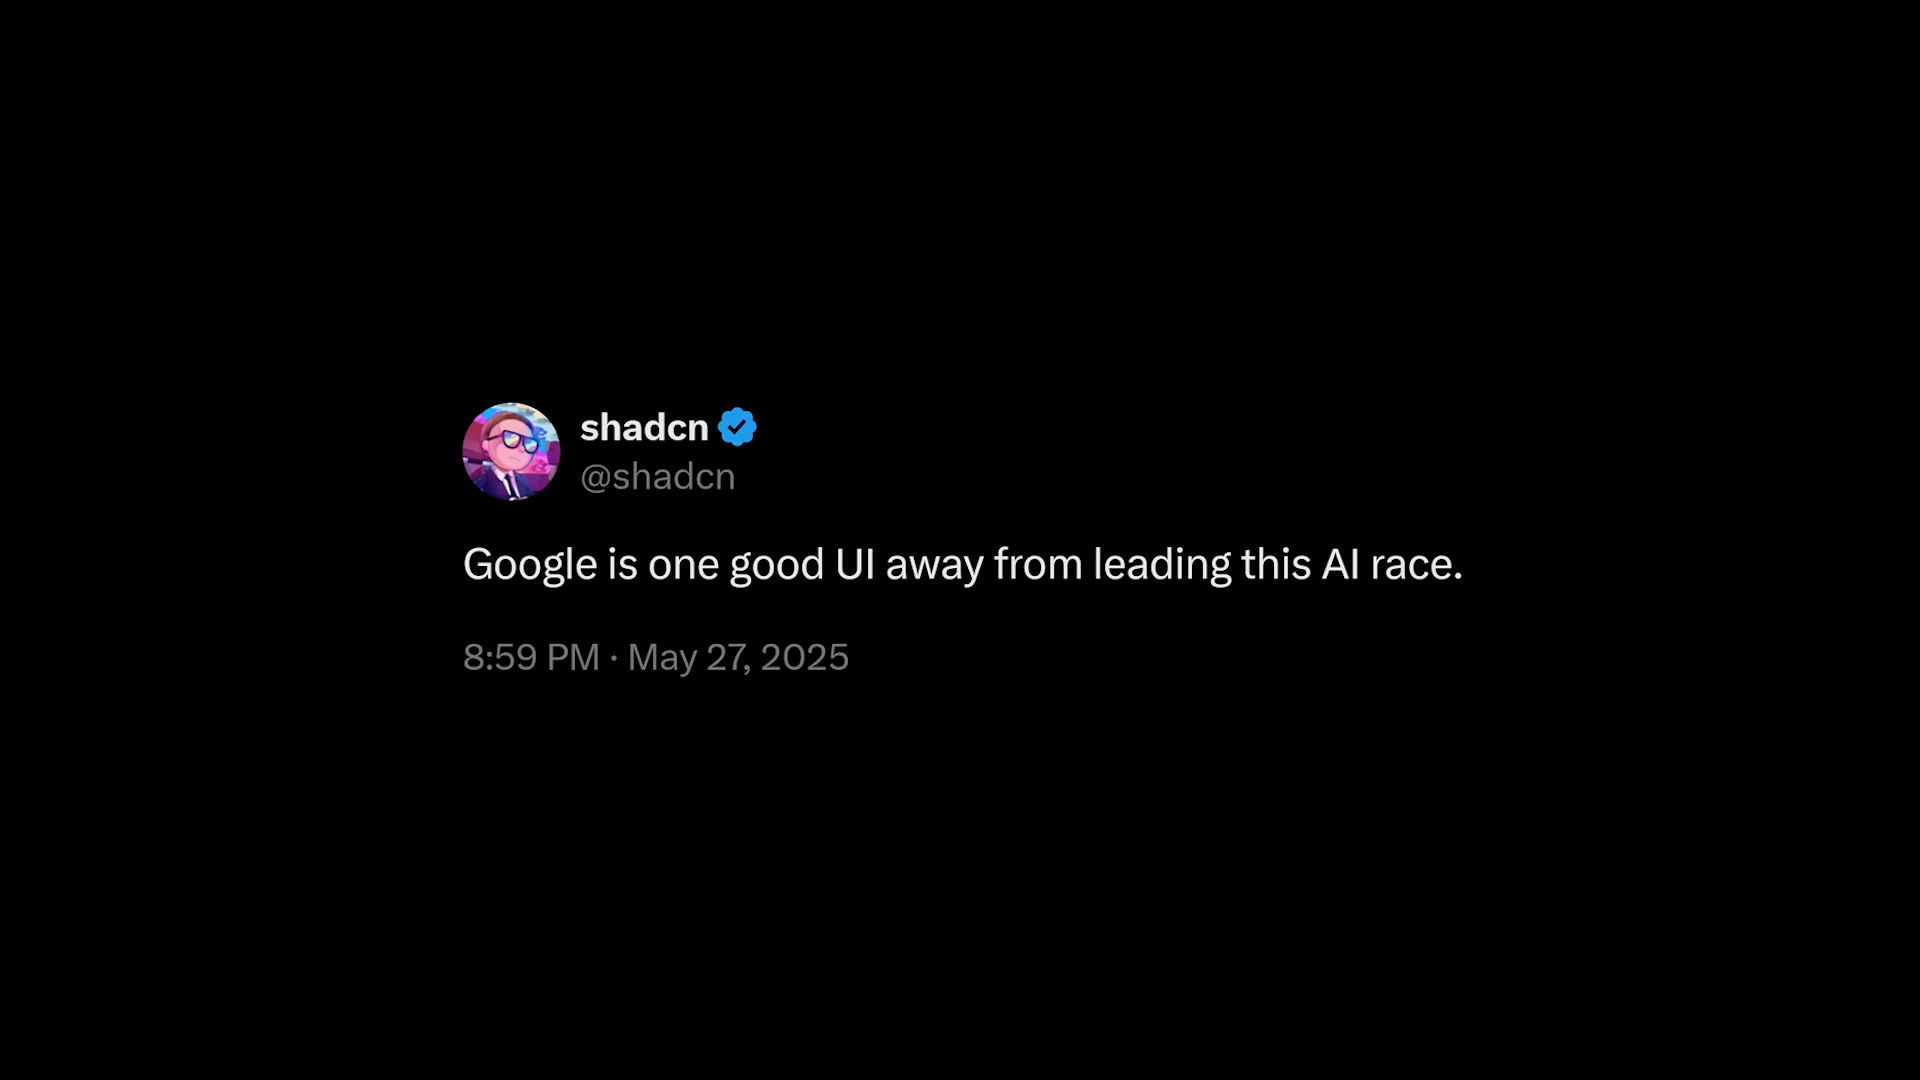 shadcn
@shadcn
Google is one good UI away from leading this AI race.
8:59 PM · May 27, 2025